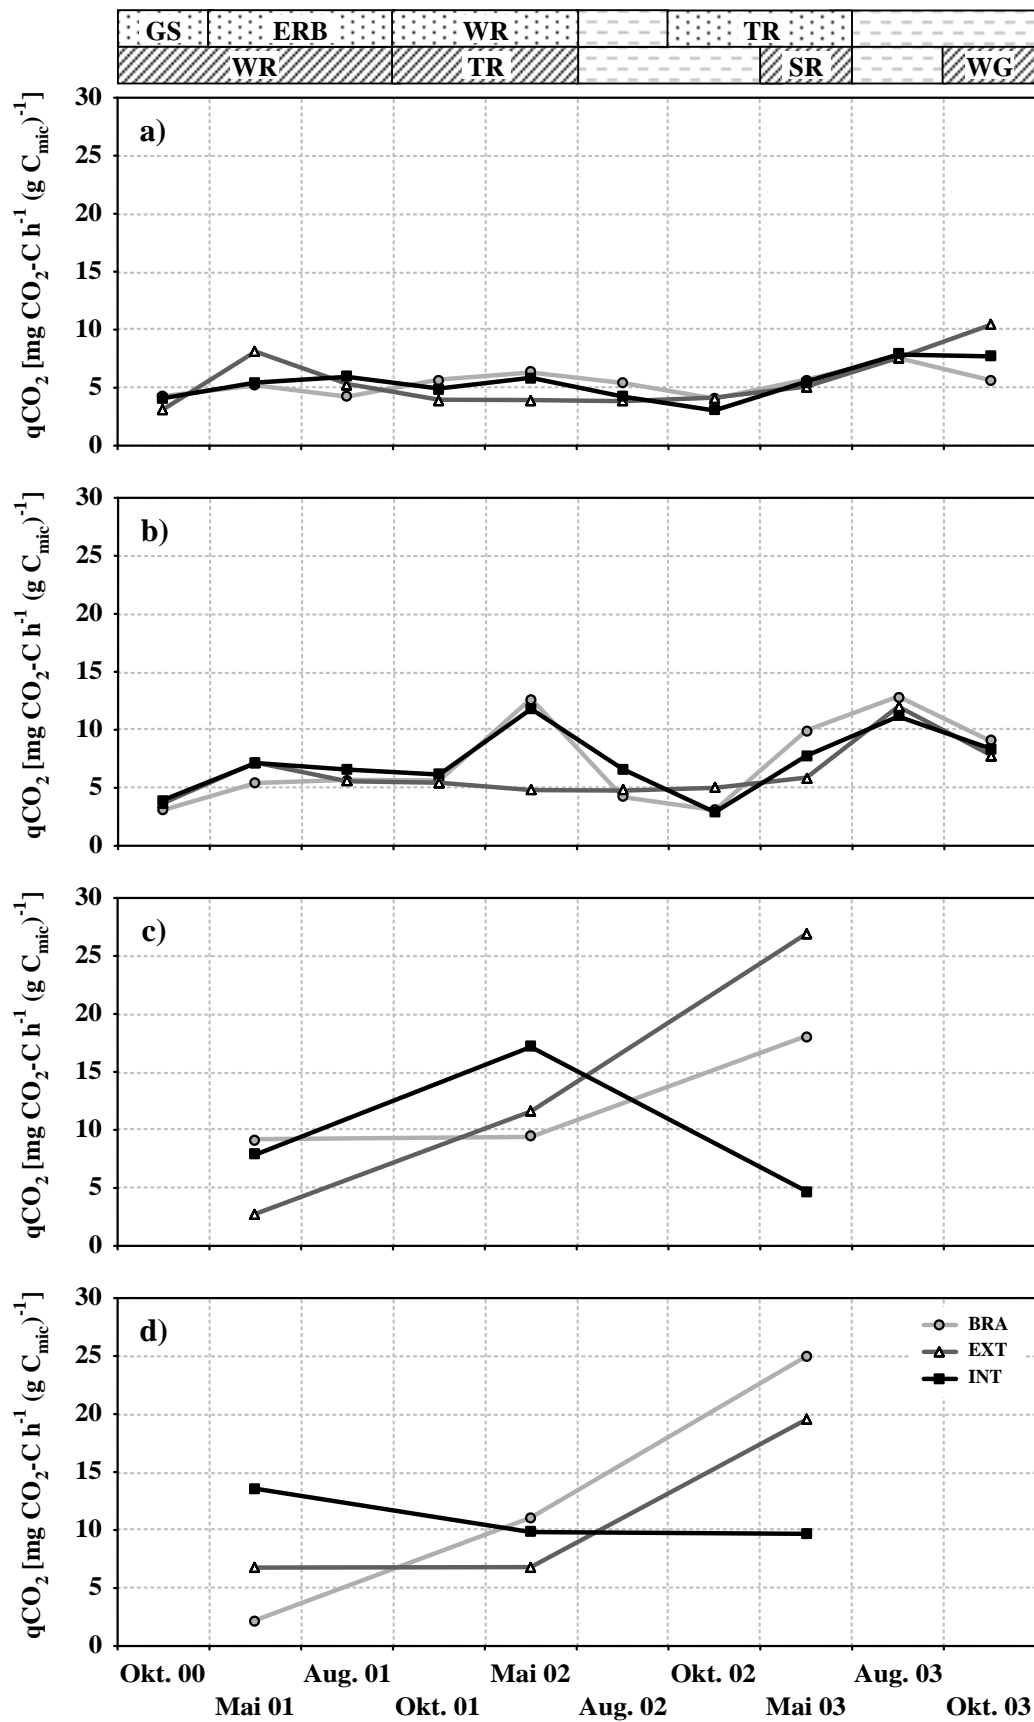 GS ERB WR TR
WR TR SR WG
30
a)
25
20
15
10
5
0
qCO₂ [mg CO₂-C h⁻¹ (g Cmic)⁻¹]
30
b)
25
20
15
10
5
0
qCO₂ [mg CO₂-C h⁻¹ (g Cmic)⁻¹]
30
c)
25
20
15
10
5
0
qCO₂ [mg CO₂-C h⁻¹ (g Cmic)⁻¹]
30
d)
25
20
15
10
5
0
qCO₂ [mg CO₂-C h⁻¹ (g Cmic)⁻¹]
BRA
EXT
INT
Okt. 00 Aug. 01 Mai 02 Okt. 02 Aug. 03
Mai 01 Okt. 01 Aug. 02 Mai 03 Okt. 03